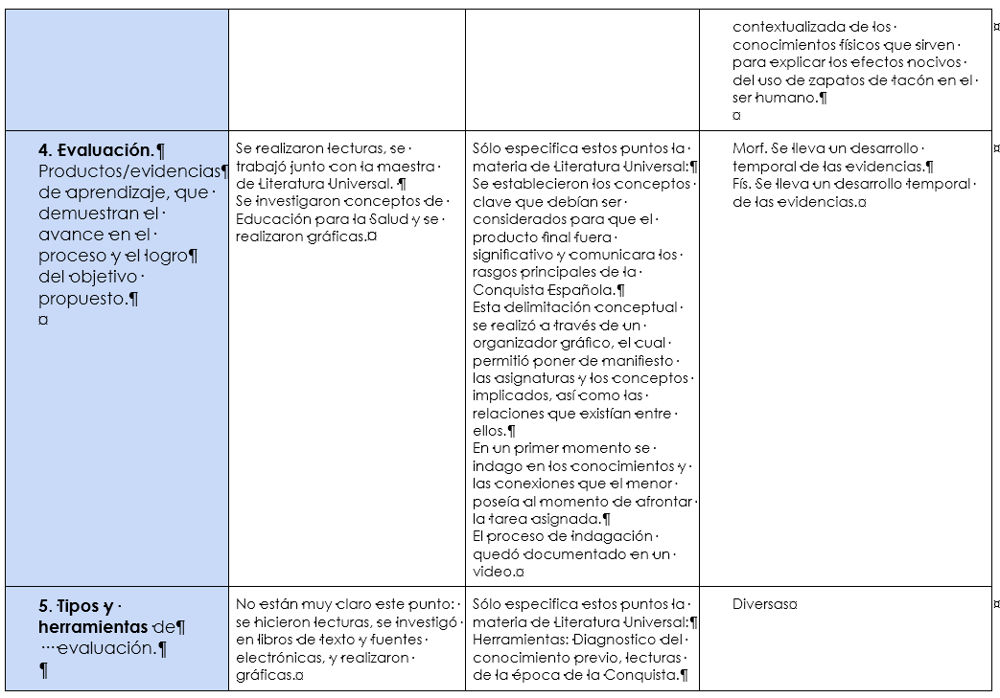 contextualizada de los
conocimientos físicos que sirven
para explicar los efectos nocivos
del uso de zapatos de tacón en el
ser humano.¶
¤
4. Evaluación.¶
Productos/evidencias¶
de aprendizaje, que
demuestran el
avance en el
proceso y el logro¶
del objetivo
propuesto.¶
¤
Se realizaron lecturas, se
trabajó junto con la maestra
de Literatura Universal. ¶
Se investigaron conceptos de
Educación para la Salud y se
realizaron gráficas.¤
Sólo especifica estos puntos la
materia de Literatura Universal:¶
Se establecieron los conceptos
clave que debían ser
considerados para que el
producto final fuera
significativo y comunicara los
rasgos principales de la
Conquista Española.¶
Esta delimitación conceptual
se realizó a través de un
organizador gráfico, el cual
permitió poner de manifiesto
las asignaturas y los conceptos
implicados, así como las
relaciones que existían entre
ellos.¶
En un primer momento se
indago en los conocimientos y
las conexiones que el menor
poseía al momento de afrontar
la tarea asignada.¶
El proceso de indagación
quedó documentado en un
video.¤
Morf. Se lleva un desarrollo
temporal de las evidencias.¶
Fís. Se lleva un desarrollo temporal
de las evidencias.¤
5. Tipos y
herramientas de¶
evaluación.¶
¶
No están muy claro este punto:
se hicieron lecturas, se investigó
en libros de texto y fuentes
electrónicas, y realizaron
gráficas.¤
Sólo especifica estos puntos la
materia de Literatura Universal:¶
Herramientas: Diagnostico del
conocimiento previo, lecturas
de la época de la Conquista.¶
Diversas¤